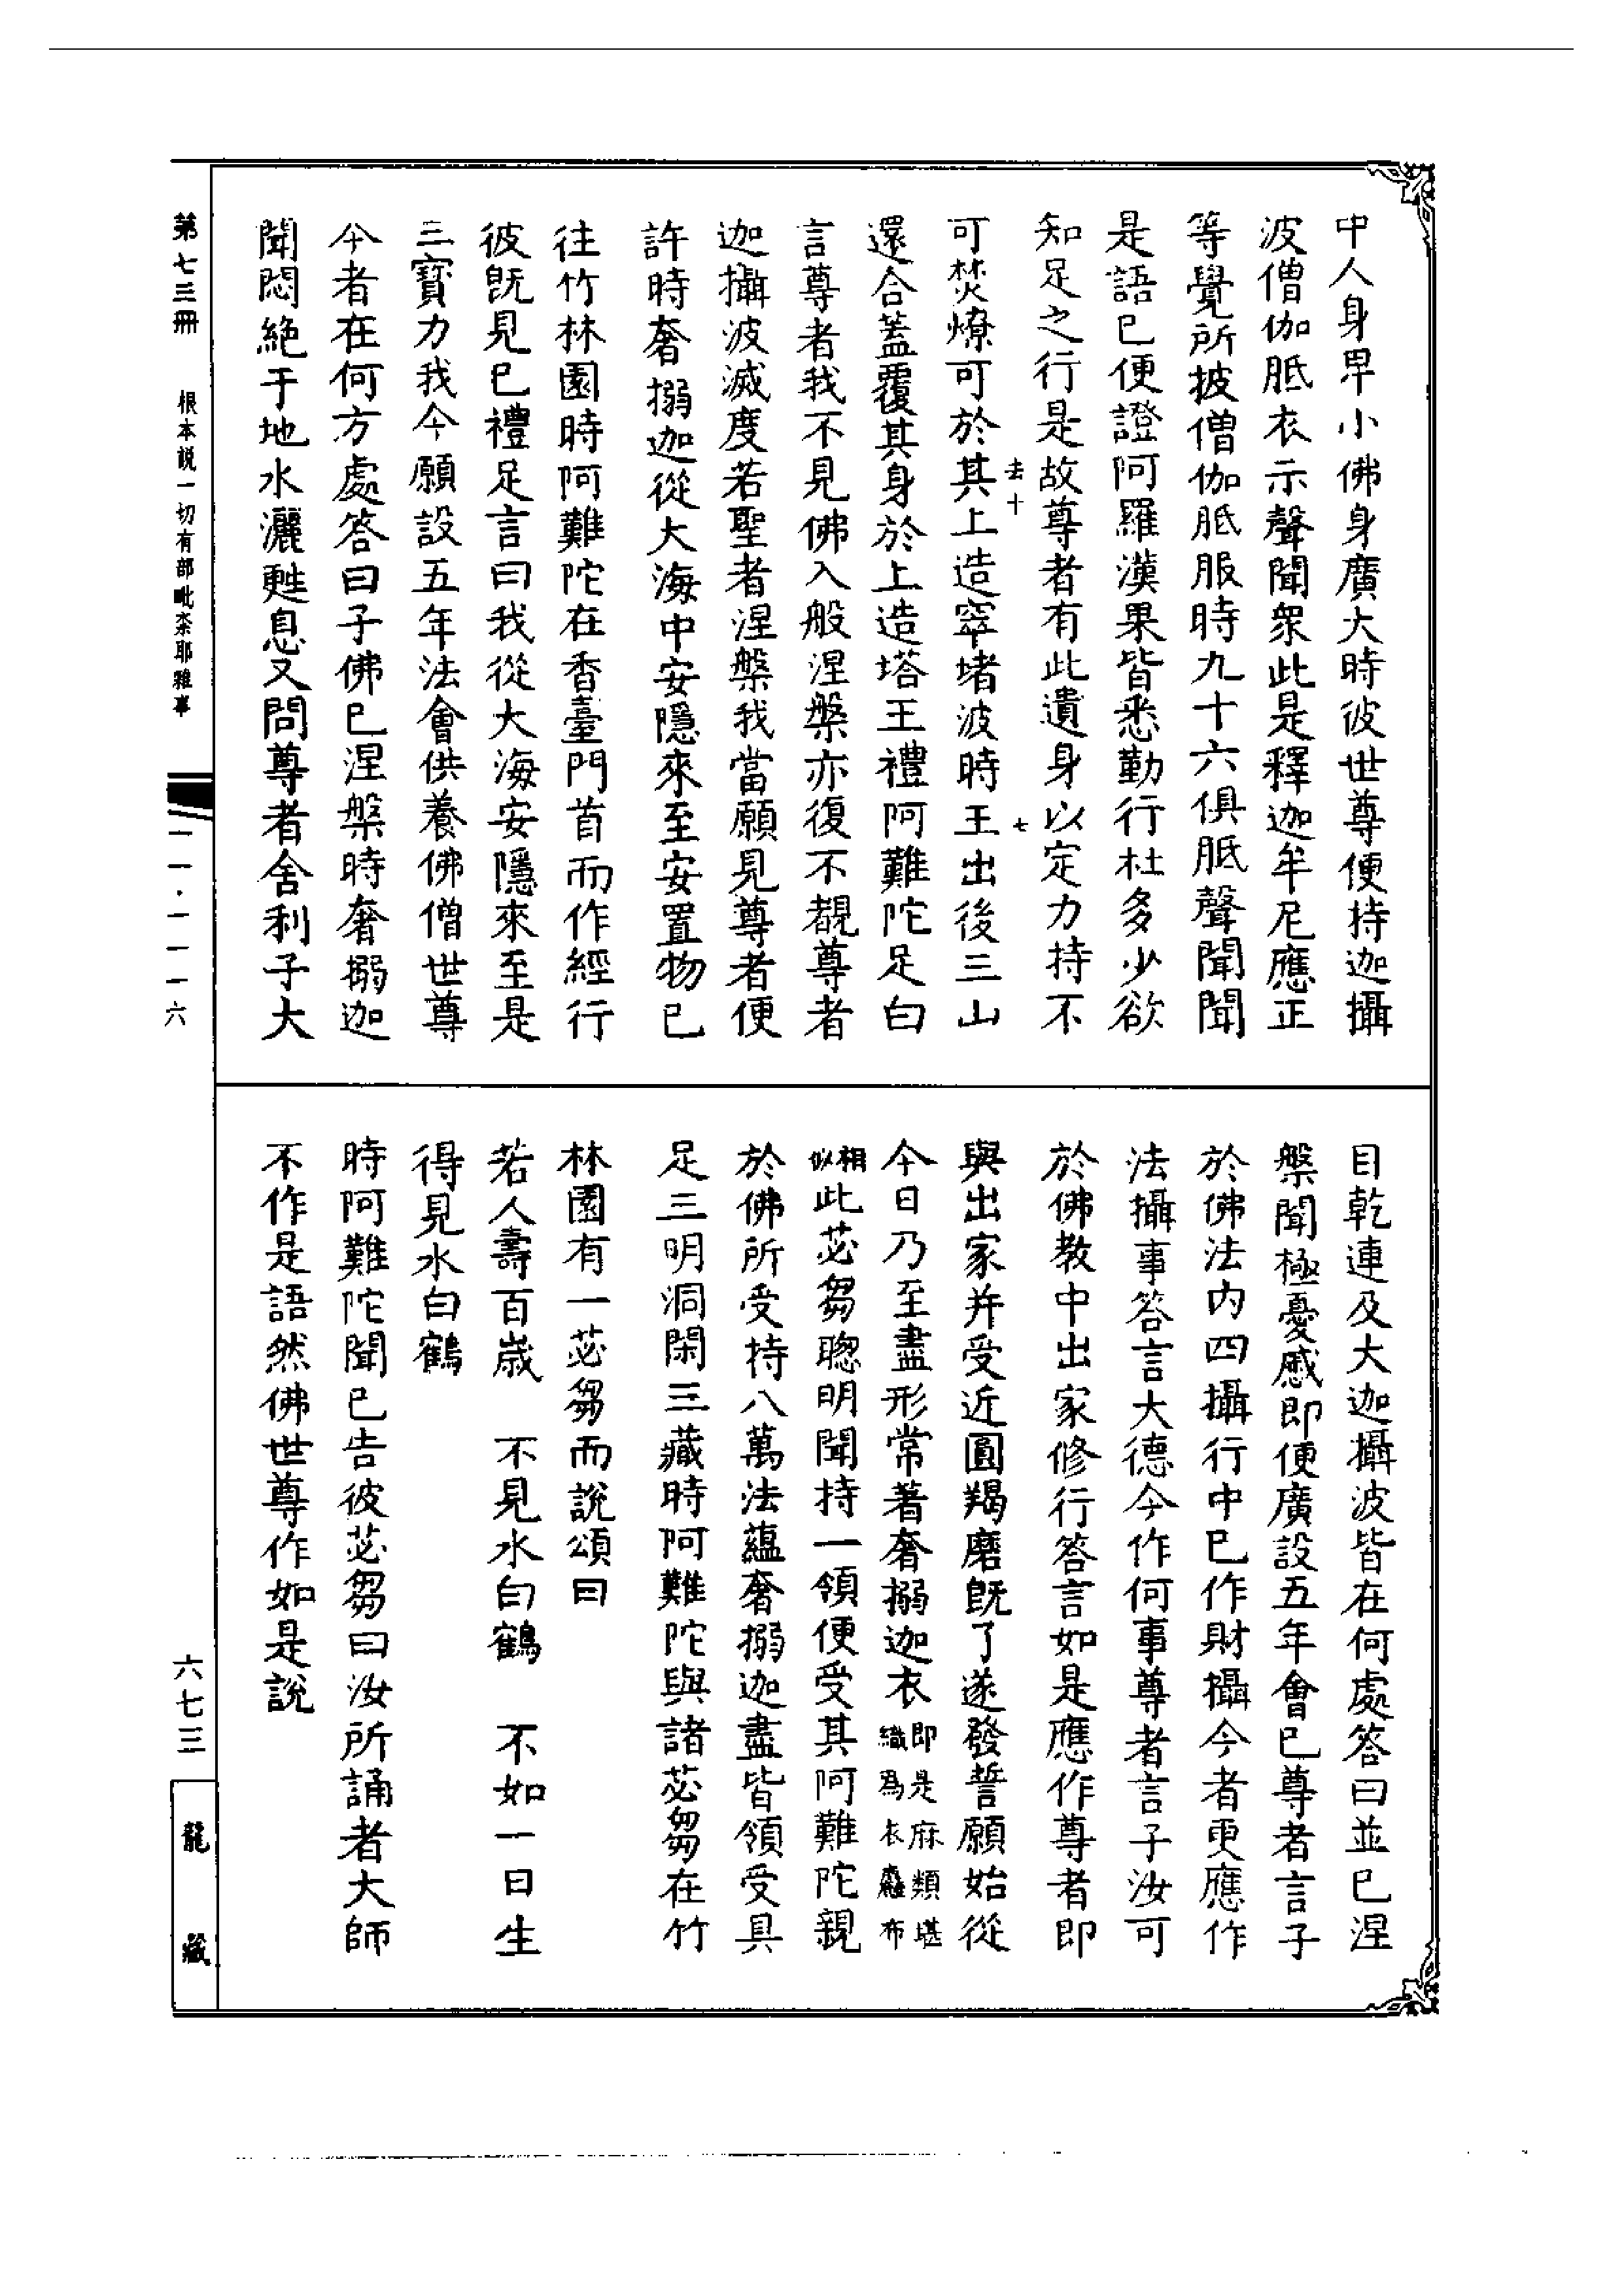 中人身卑小佛身廣大時彼世尊便持迦攝
波僧伽胝衣示聲聞衆此是釋迦牟尼應正
等覺所披僧伽胝服時九十六俱胝聲聞聞
是語已便證阿羅漢果皆悉勤行杜多少欲
知足之行是故尊者有此遺身以定力持不
去十 七
可焚燎可於其上造窣堵波時王出後三山
還合蓋覆其身於上造塔王禮阿難陀足白
言尊者我不見佛入般涅槃亦復不覩尊者
迦攝波滅度若聖者涅槃我當願見尊者便
許時奢搦迦從大海中安隱來至安置物已
往竹林園時阿難陀在香臺門首而作經行
彼旣見已禮足言曰我從大海安隱來至是
三寳力我今願設五年法會供養佛僧世尊
今者在何方處答曰子佛已涅槃時奢搦迦
聞悶絶于地水灑甦息又問尊者舍利子大
目乾連及大迦攝波皆在何處答曰並已涅
槃聞極憂慼即便廣設五年會已尊者言子
於佛法内四攝行中已作財攝今者更應作
法攝事答言大德今作何事尊者言子汝可
於佛教中出家修行答言如是應作尊者即
與出家并受近圓羯磨旣了遂發誓願始從
今日乃至盡形常著奢搦迦衣即是麻類堪織爲衣麤布
相似此苾芻聰明聞持一領便受其阿難陀親
於佛所受持八萬法蘊奢搦迦盡皆領受具
足三明洞閑三藏時阿難陀與諸苾芻在竹
林園有一苾芻而說頌曰
若人壽百歲 不見水白鶴 不如一日生
得見水白鶴
時阿難陀聞已告彼苾芻曰汝所誦者大師
不作是語然佛世尊作如是說
第七三册 根本説一切有部毗柰耶雜事
一一·一一一六
六七三
龍藏